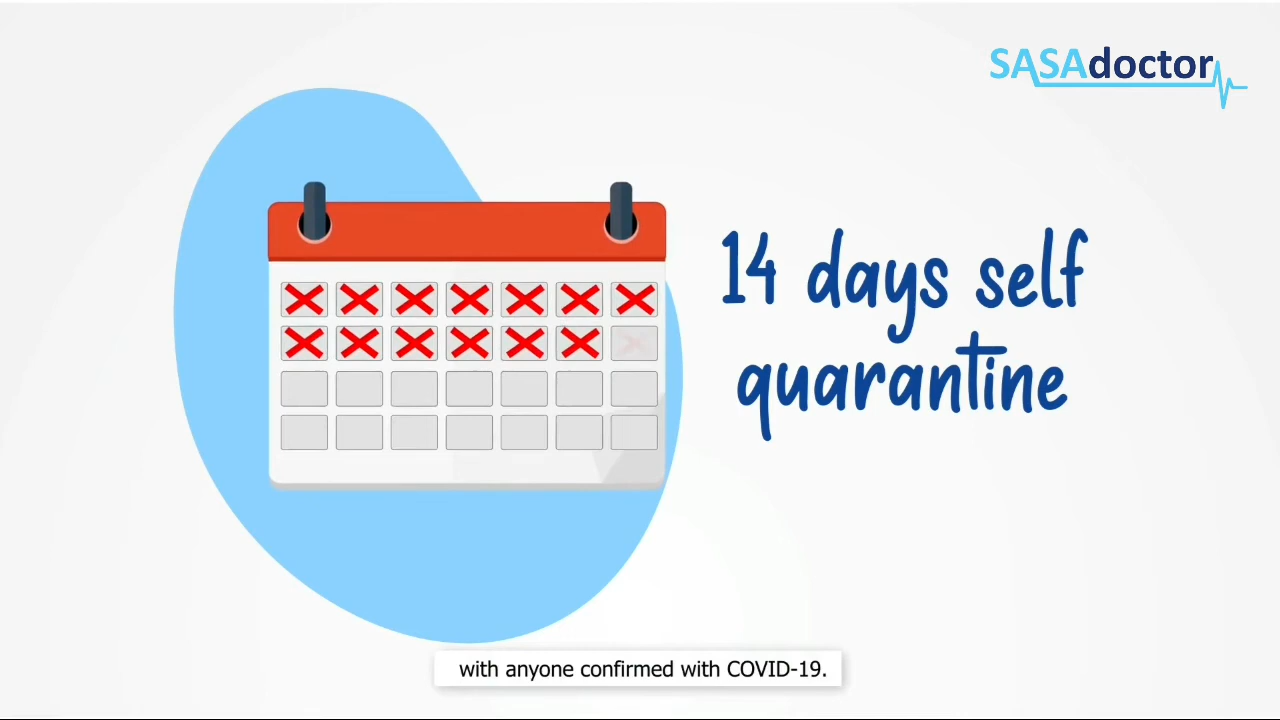 SASAdoctor
14 days self
quarantine
with anyone confirmed with COVID-19.